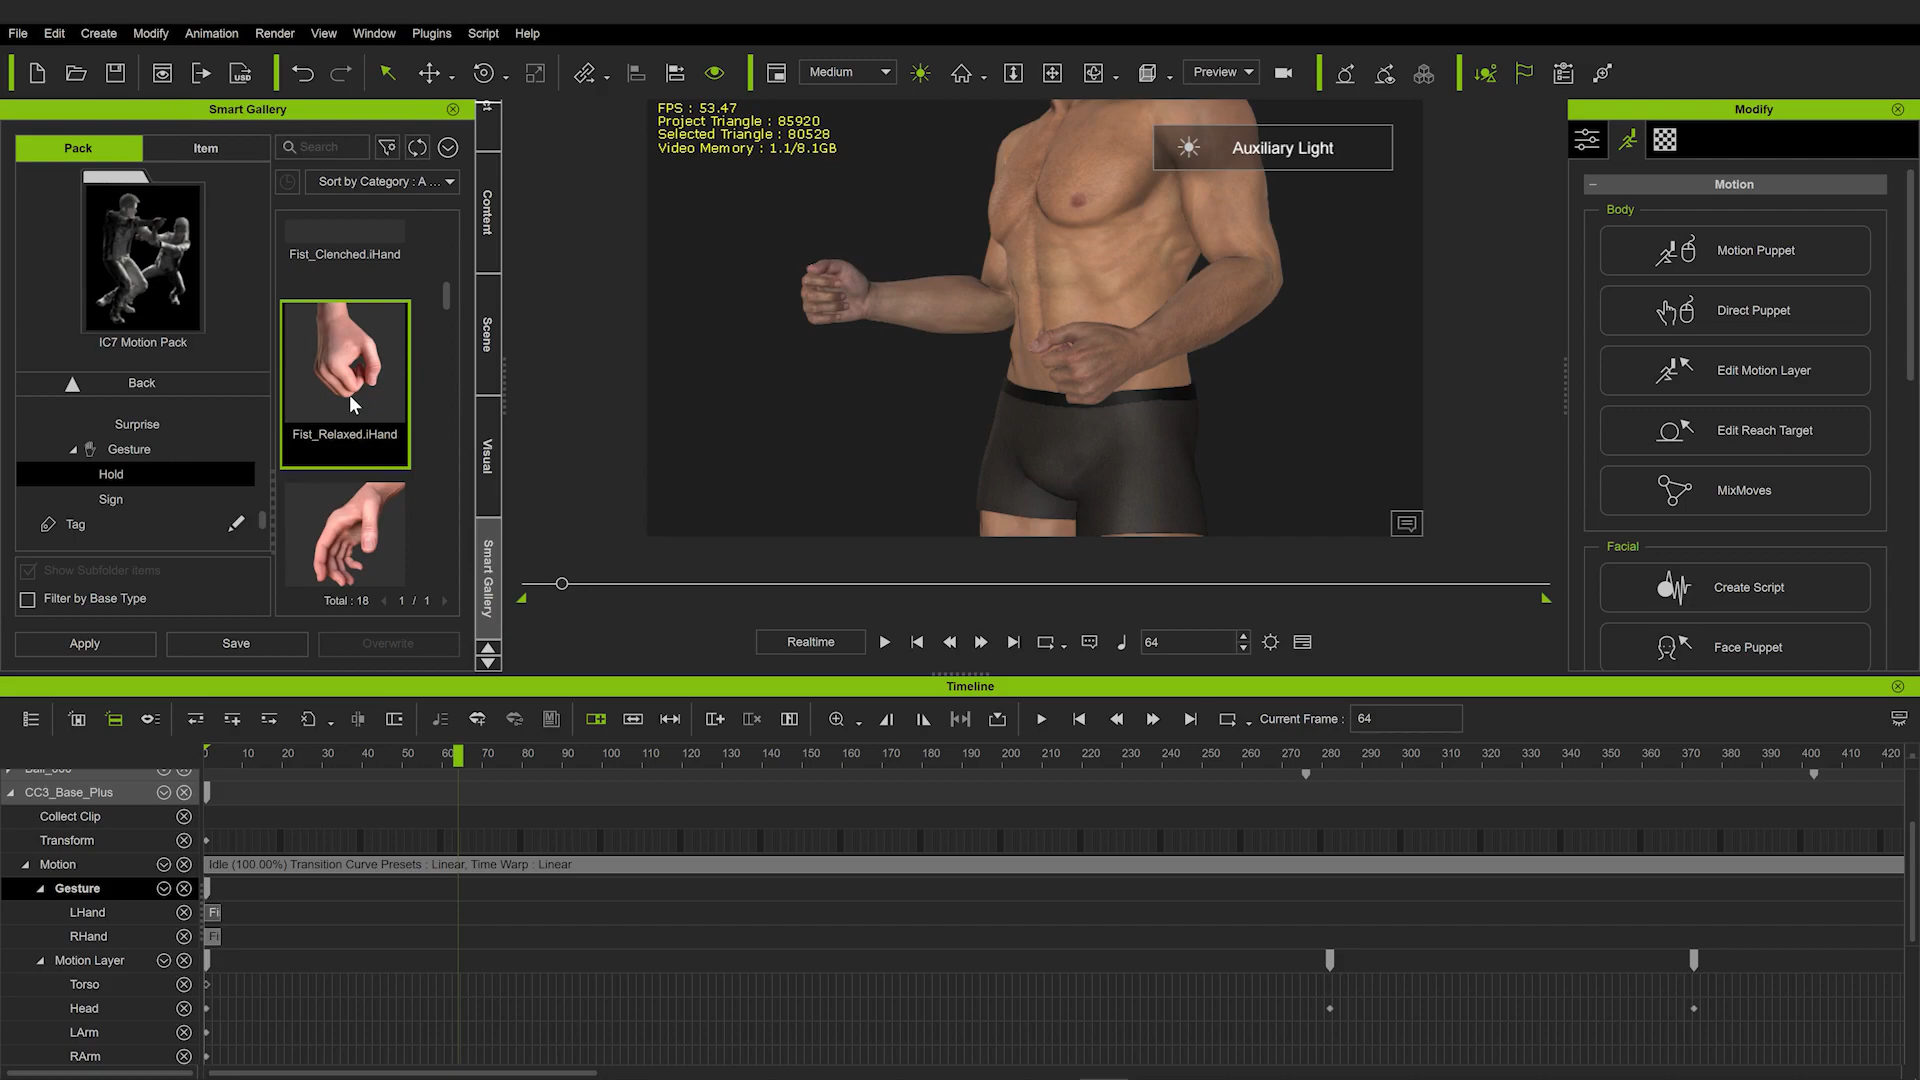 File Edit Create Modify Animation Render View Window Plugins Script Help
USD
Medium
Preview
Smart Gallery
Pack
Item
Search
Sort by Category : A ...
IC7 Motion Pack
Back
Surprise
Gesture
Hold
Sign
Tag
Show Subfolder items
Filter by Base Type
Apply
Save
Overwrite
Fist_Clenched.iHand
Fist_Relaxed.iHand
Total : 18
1 / 1
Content
Scene
Visual
Smart Gallery
FPS : 53.47
Project Triangle : 85920
Selected Triangle : 80528
Video Memory : 1.1/8.1GB
Auxiliary Light
Realtime
64
Modify
Motion
Body
Motion Puppet
Direct Puppet
Edit Motion Layer
Edit Reach Target
MixMoves
Facial
Create Script
Face Puppet
Timeline
Current Frame : 64
10 20 30 40 50 60 70 80 90 100 110 120 130 140 150 160 170 180 190 200 210 220 230 240 250 260 270 280 290 300 310 320 330 340 350 360 370 380 390 400 410 420
CC3_Base_Plus
Collect Clip
Transform
Motion
Idle (100.00%) Transition Curve Presets : Linear, Time Warp : Linear
Gesture
LHand
Fi
RHand
Fi
Motion Layer
Torso
Head
LArm
RArm